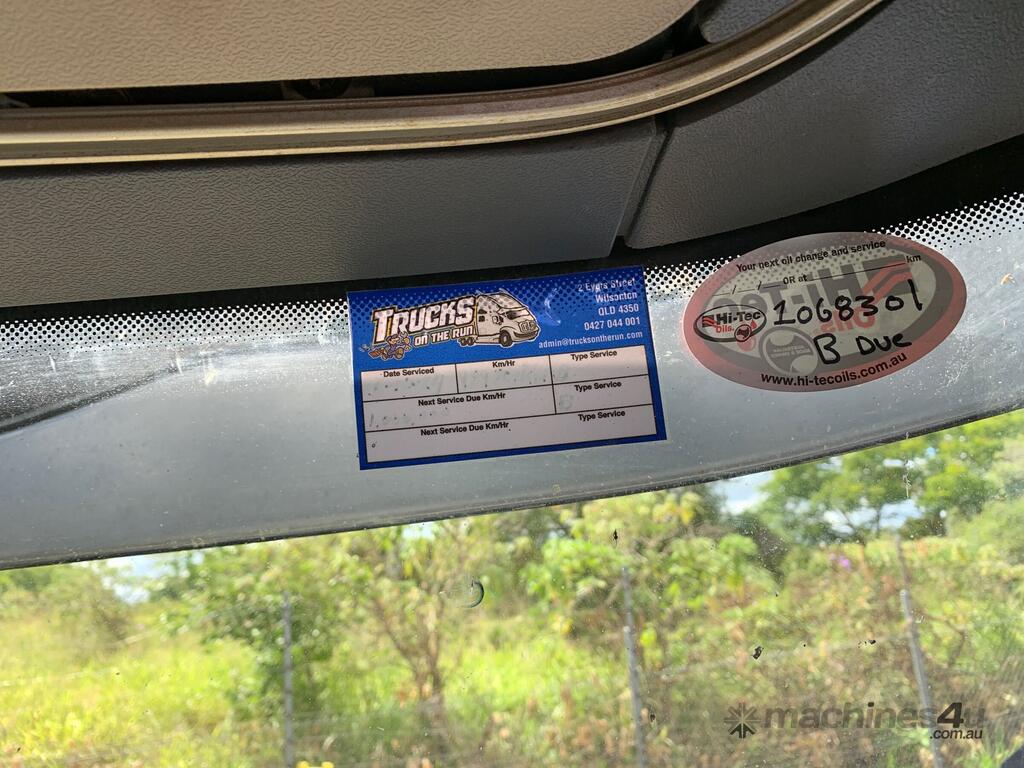 TRUCKS
ON THE RUN
2 Eyris Street
Wilsonton
QLD 4350
0427 044 001
admin@trucksontherun.com
Date Serviced
Km/Hr
Type Service
Next Service Due Km/Hr
Type Service
Next Service Due Km/Hr
Type Service
Your next oil change and service
/ / OR at km
Hi-Tec
Oils
1068301
B Due
www.hi-tecoils.com.au
machines4u
.com.au